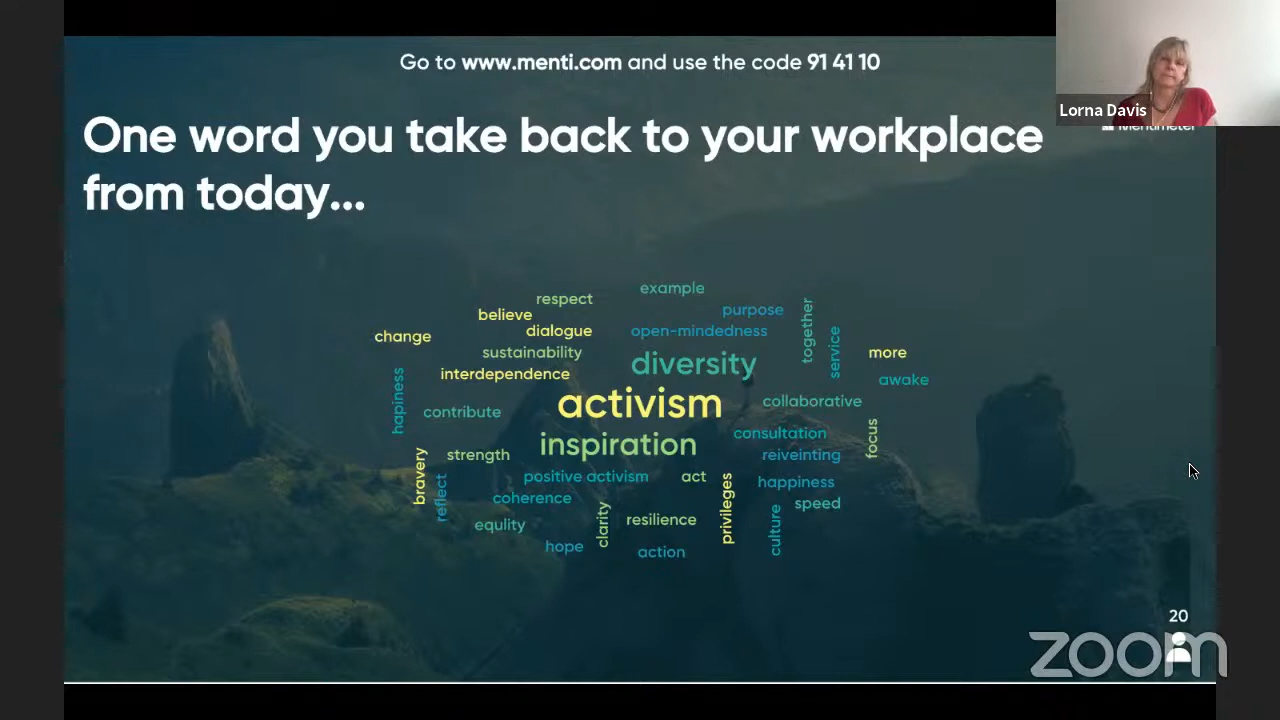 Go to www.menti.com and use the code 91 41 10
Lorna Davis
Mentimeter
One word you take back to your workplace
from today...
example
respect
purpose
believe
together
dialogue
open-mindedness
service
change
sustainability
diversity
more
interdependence
awake
hapiness
activism
collaborative
contribute
focus
consultation
inspiration
strength
reiveinting
bravery
reflect
positive activism
act
privileges
happiness
coherence
speed
clarity
culture
equlity
resilience
hope
action
20
zoom